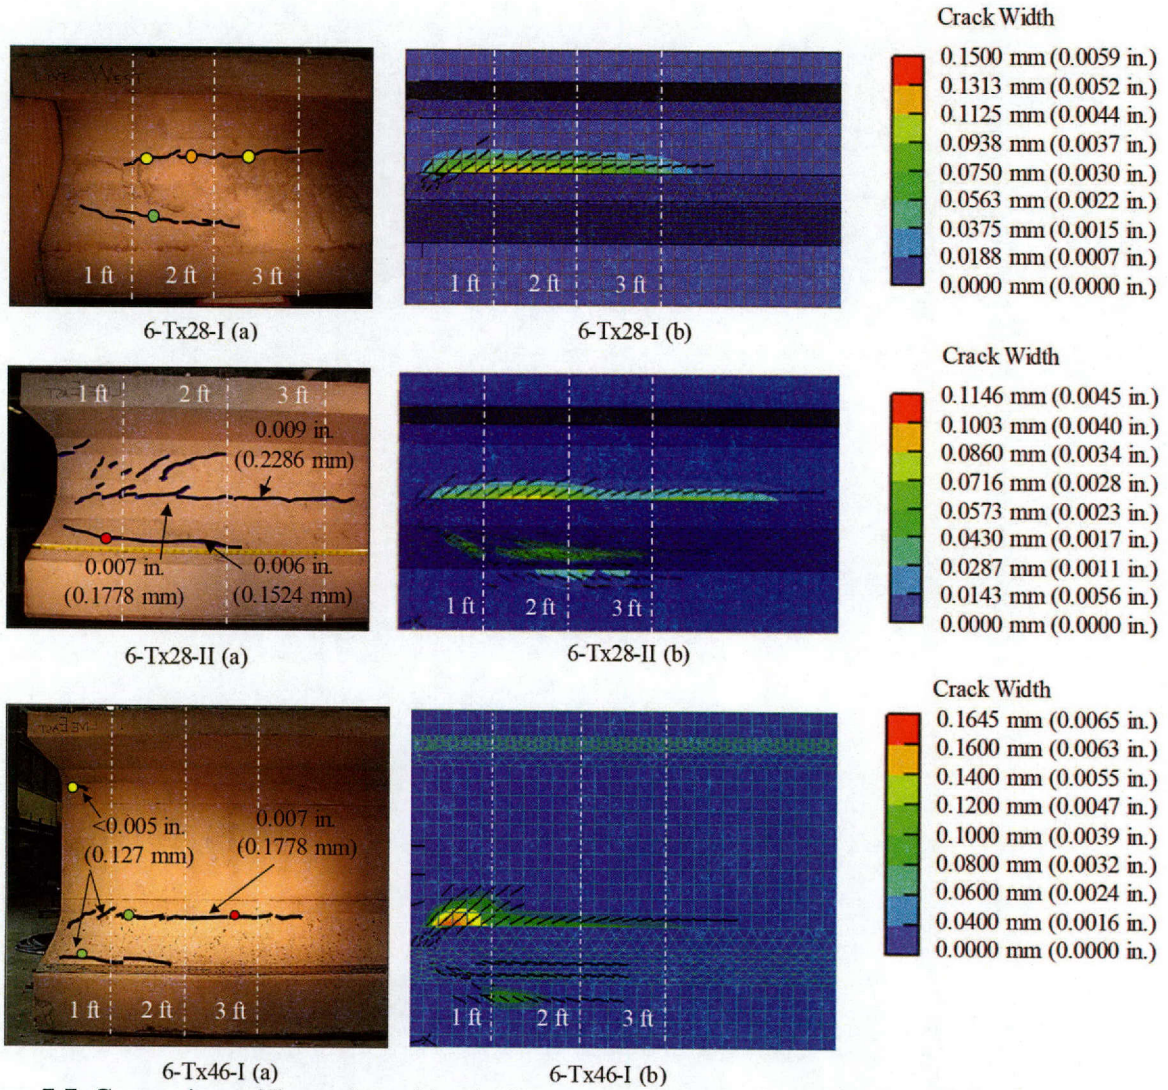 Crack Width
0.1500 mm (0.0059 in.)
0.1313 mm (0.0052 in.)
0.1125 mm (0.0044 in.)
0.0938 mm (0.0037 in.)
0.0750 mm (0.0030 in.)
0.0563 mm (0.0022 in.)
0.0375 mm (0.0015 in.)
0.0188 mm (0.0007 in.)
0.0000 mm (0.0000 in.)
1 ft 2 ft 3 ft
1 ft 2 ft 3 ft
6-Tx28-I (a)
6-Tx28-I (b)
Crack Width
0.1146 mm (0.0045 in.)
0.1003 mm (0.0040 in.)
0.0860 mm (0.0034 in.)
0.0716 mm (0.0028 in.)
0.0573 mm (0.0023 in.)
0.0430 mm (0.0017 in.)
0.0287 mm (0.0011 in.)
0.0143 mm (0.0056 in.)
0.0000 mm (0.0000 in.)
1 ft 2 ft 3 ft
0.009 in.
(0.2286 mm)
0.007 in.
(0.1778 mm)
0.006 in.
(0.1524 mm)
1 ft 2 ft 3 ft
6-Tx28-II (a)
6-Tx28-II (b)
Crack Width
0.1645 mm (0.0065 in.)
0.1600 mm (0.0063 in.)
0.1400 mm (0.0055 in.)
0.1200 mm (0.0047 in.)
0.1000 mm (0.0039 in.)
0.0800 mm (0.0032 in.)
0.0600 mm (0.0024 in.)
0.0400 mm (0.0016 in.)
0.0000 mm (0.0000 in.)
<0.005 in.
(0.127 mm)
0.007 in.
(0.1778 mm)
1 ft 2 ft 3 ft
1 ft 2 ft 3 ft
6-Tx46-I (a)
6-Tx46-I (b)